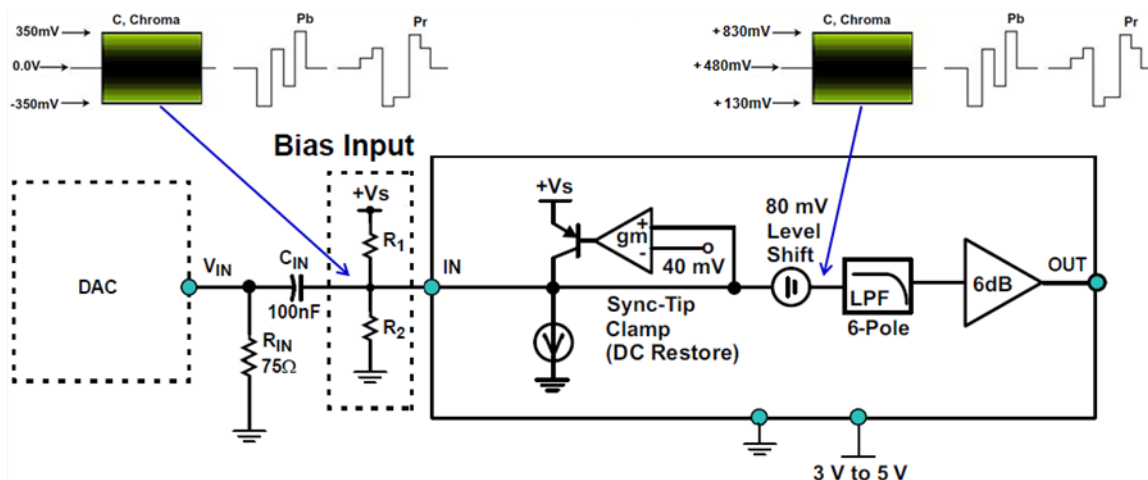 C, Chroma
Pb
Pr
350mV
0.0V
-350mV
C, Chroma
Pb
Pr
+830mV
+480mV
+130mV
Bias Input
DAC
VIN
CIN
100nF
RIN
75Ω
+Vs
R1
R2
IN
+Vs
gm
+
-
40 mV
80 mV
Level
Shift
Sync-Tip
Clamp
(DC Restore)
LPF
6-Pole
6dB
OUT
3 V to 5 V